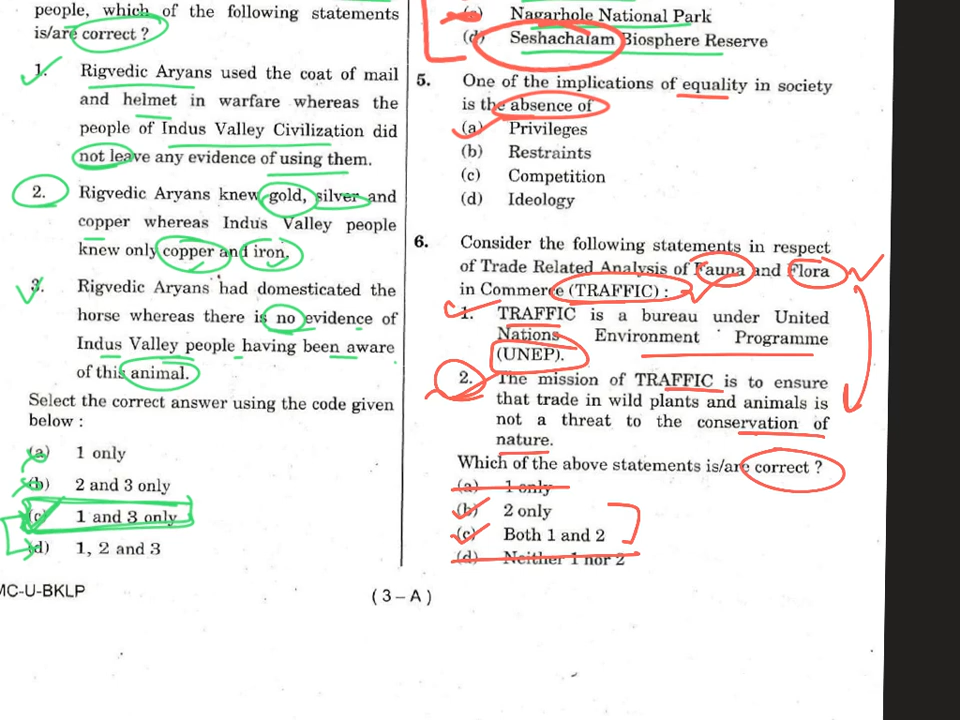 people, which of the following statements
is/are correct ?
1. Rigvedic Aryans used the coat of mail
and helmet in warfare whereas the
people of Indus Valley Civilization did
not leave any evidence of using them.
2. Rigvedic Aryans knew gold, silver and
copper whereas Indus Valley people
knew only copper and iron.
3. Rigvedic Aryans had domesticated the
horse whereas there is no evidence of
Indus Valley people having been aware
of this animal.
Select the correct answer using the code given
below :
(a) 1 only
(b) 2 and 3 only
(c) 1 and 3 only
(d) 1, 2 and 3
MC-U-BKLP
( 3 – A )
(c) Nagarhole National Park
(d) Seshachalam Biosphere Reserve
5. One of the implications of equality in society
is the absence of
(a) Privileges
(b) Restraints
(c) Competition
(d) Ideology
6. Consider the following statements in respect
of Trade Related Analysis of Fauna and Flora
in Commerce (TRAFFIC) :
1. TRAFFIC is a bureau under United
Nations Environment Programme
(UNEP).
2. The mission of TRAFFIC is to ensure
that trade in wild plants and animals is
not a threat to the conservation of
nature.
Which of the above statements is/are correct ?
(a) 1 only
(b) 2 only
(c) Both 1 and 2
(d) Neither 1 nor 2